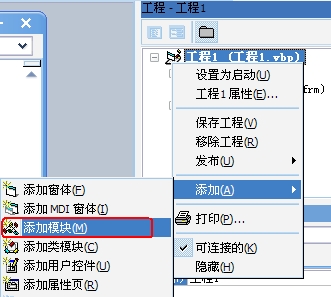 工程 - 工程1
工程1 (工程1.vbp)
设置为启动(U)
工程1 属性(E)...
frm)
保存工程(V)
移除工程(R)
发布(U)
添加(A)
打印(P)...
可连接的(K)
隐藏(H)
添加窗体(F)
添加 MDI 窗体(I)
添加模块(M)
添加类模块(C)
添加用户控件(U)
添加属性页(R)